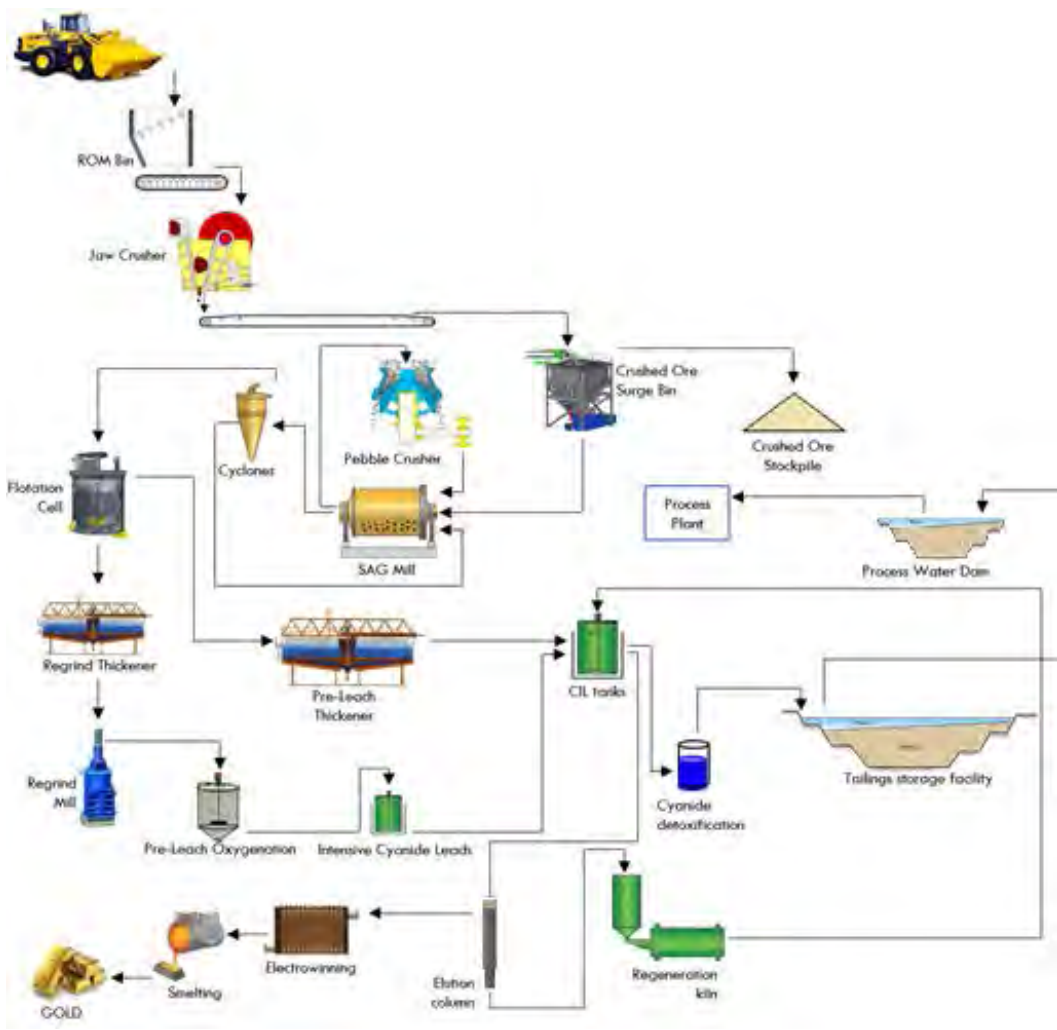 ROM Bin
Jaw Crusher
Crushed Ore
Surge Bin
Pebble Crusher
Cyclones
Crushed Ore
Stockpile
Flotation
Cell
Process
Plant
SAG Mill
Process Water Dam
Regrind Thickener
Pre-Leach
Thickener
CIL tanks
Tailings storage facility
Regrind
Mill
Cyanide
detoxification
Pre-Leach Oxygenation
Intensive Cyanide Leach
Electrowinning
Regeneration
kiln
Elution
column
Smelting
GOLD